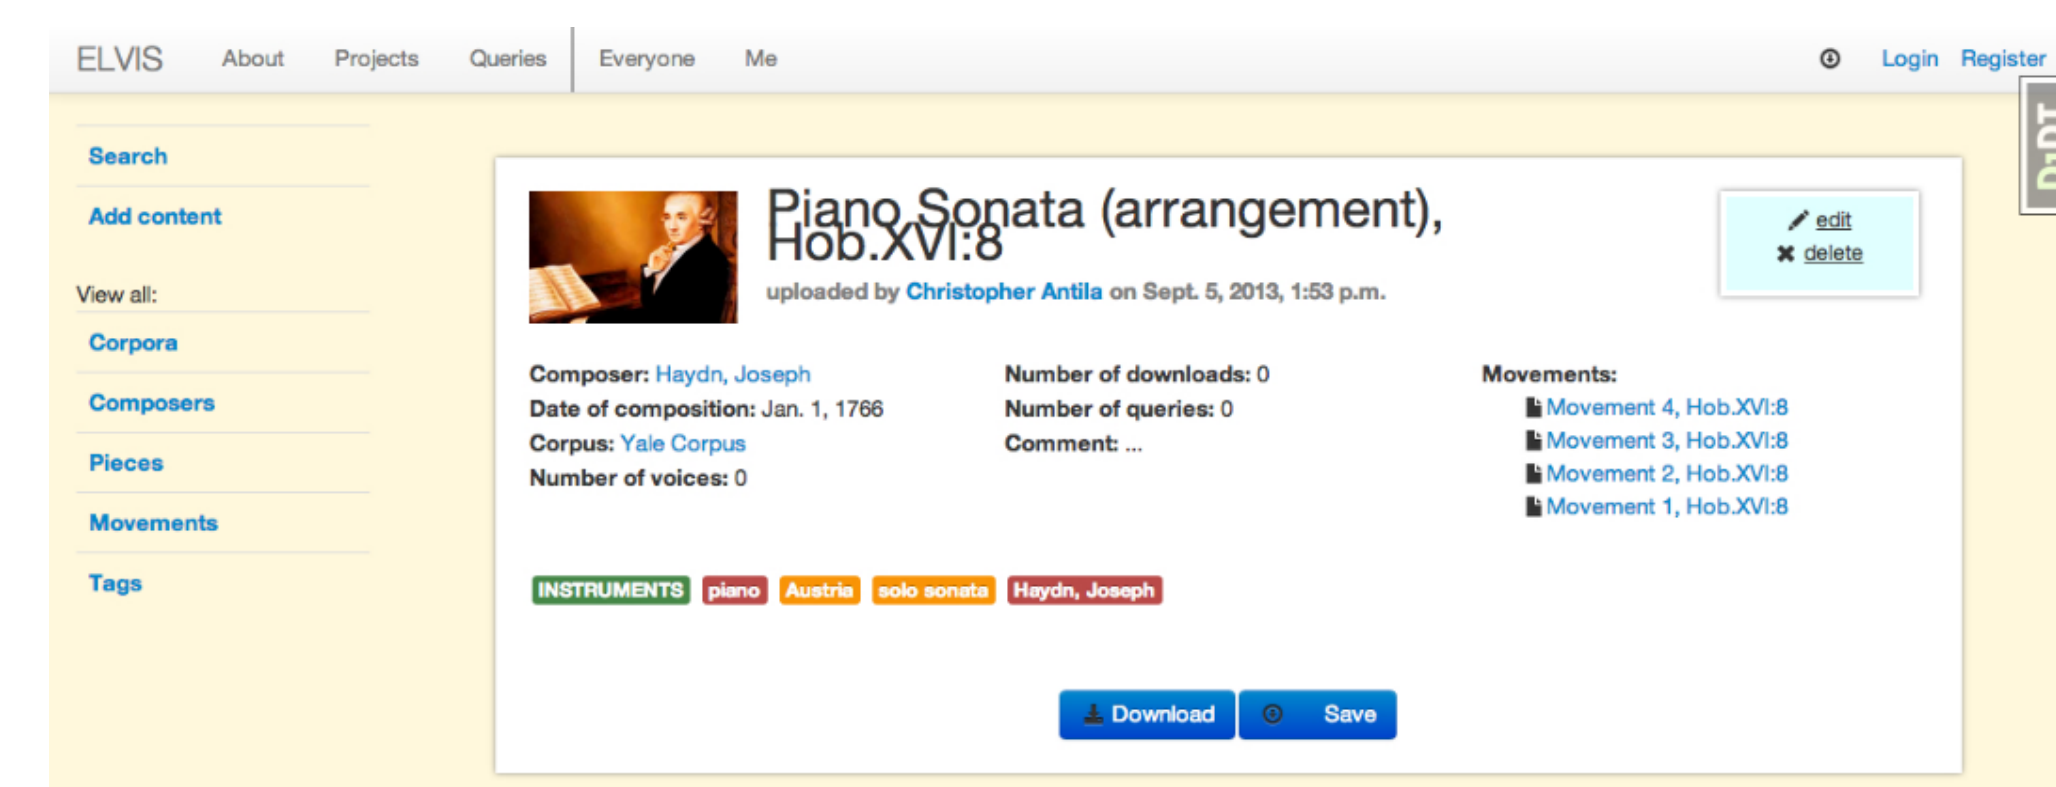 ELVIS About Projects Queries Everyone Me Login Register
DjDT
Search
Add content
View all:
Corpora
Composers
Pieces
Movements
Tags
Piano Sonata (arrangement),
Hob.XVI:8
uploaded by Christopher Antila on Sept. 5, 2013, 1:53 p.m.
edit
delete
Composer: Haydn, Joseph
Date of composition: Jan. 1, 1766
Corpus: Yale Corpus
Number of voices: 0
Number of downloads: 0
Number of queries: 0
Comment: ...
Movements:
Movement 4, Hob.XVI:8
Movement 3, Hob.XVI:8
Movement 2, Hob.XVI:8
Movement 1, Hob.XVI:8
INSTRUMENTS piano Austria solo sonata Haydn, Joseph
Download Save